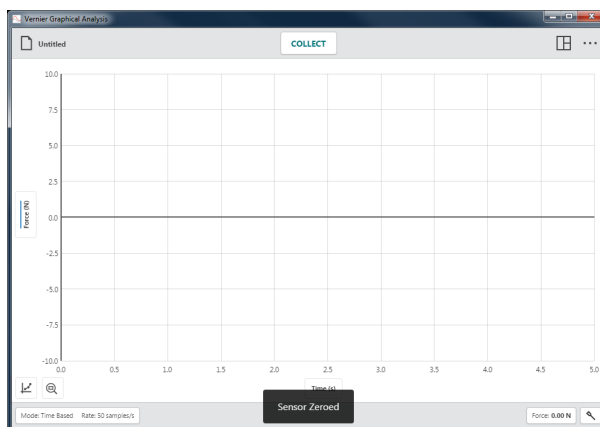 Vernier Graphical Analysis
Untitled
COLLECT
10.0
7.5
5.0
2.5
0.0
-2.5
-5.0
-7.5
-10.0
Force (N)
0.0 0.5 1.0 1.5 2.0 2.5 3.0 3.5 4.0 4.5 5.0
Time (s)
Sensor Zeroed
Mode: Time Based Rate: 50 samples/s
Force: 0.00 N